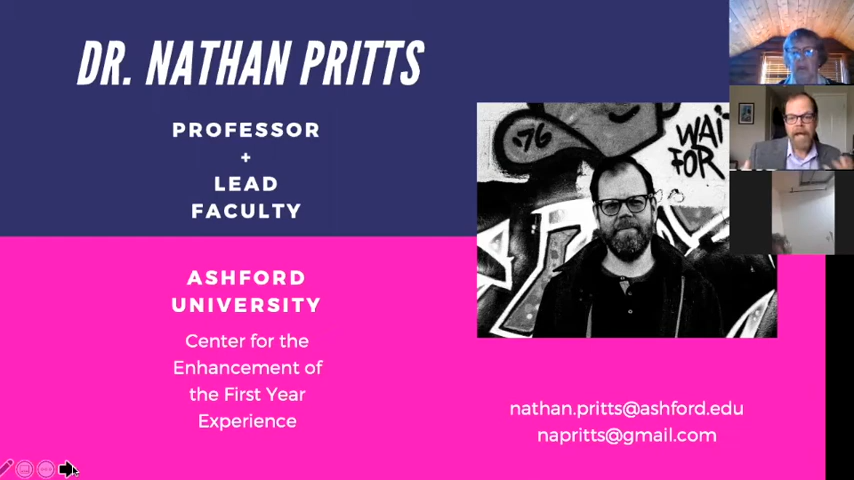 DR. NATHAN PRITTS
PROFESSOR
+
LEAD
FACULTY
ASHFORD
UNIVERSITY
Center for the
Enhancement of
the First Year
Experience
.76
WAIT
FOR
nathan.pritts@ashford.edu
napritts@gmail.com